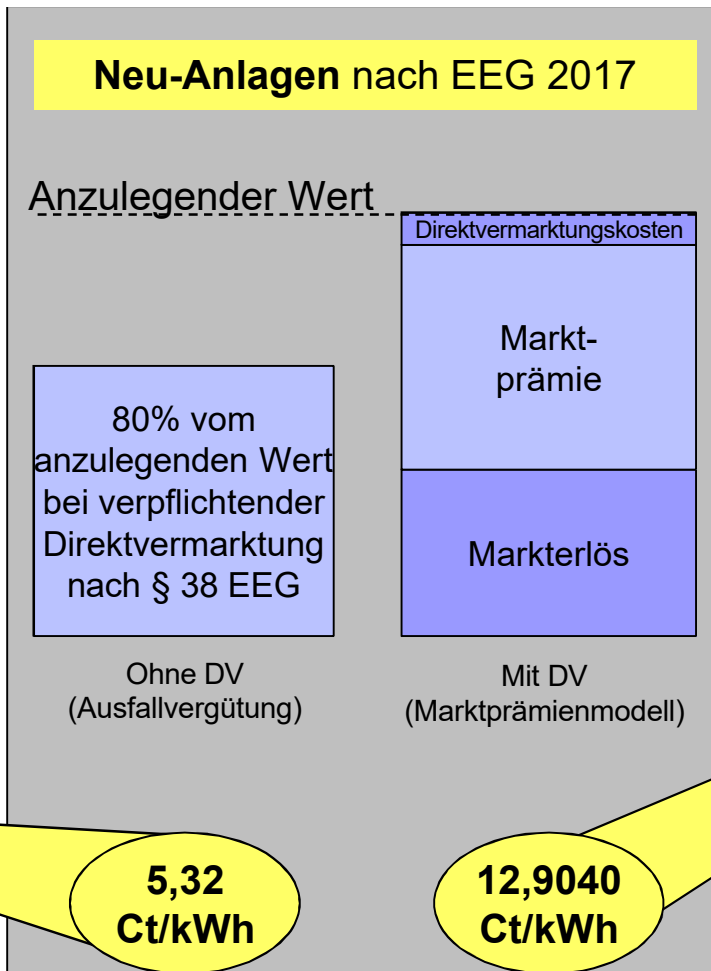 Neu-Anlagen nach EEG 2017
Anzulegender Wert
Direktvermarktungskosten
Markt-
prämie
80% vom
anzulegenden Wert
bei verpflichtender
Direktvermarktung
nach § 38 EEG
Markterlös
Ohne DV
(Ausfallvergütung)
Mit DV
(Marktprämienmodell)
5,32
Ct/kWh
12,9040
Ct/kWh